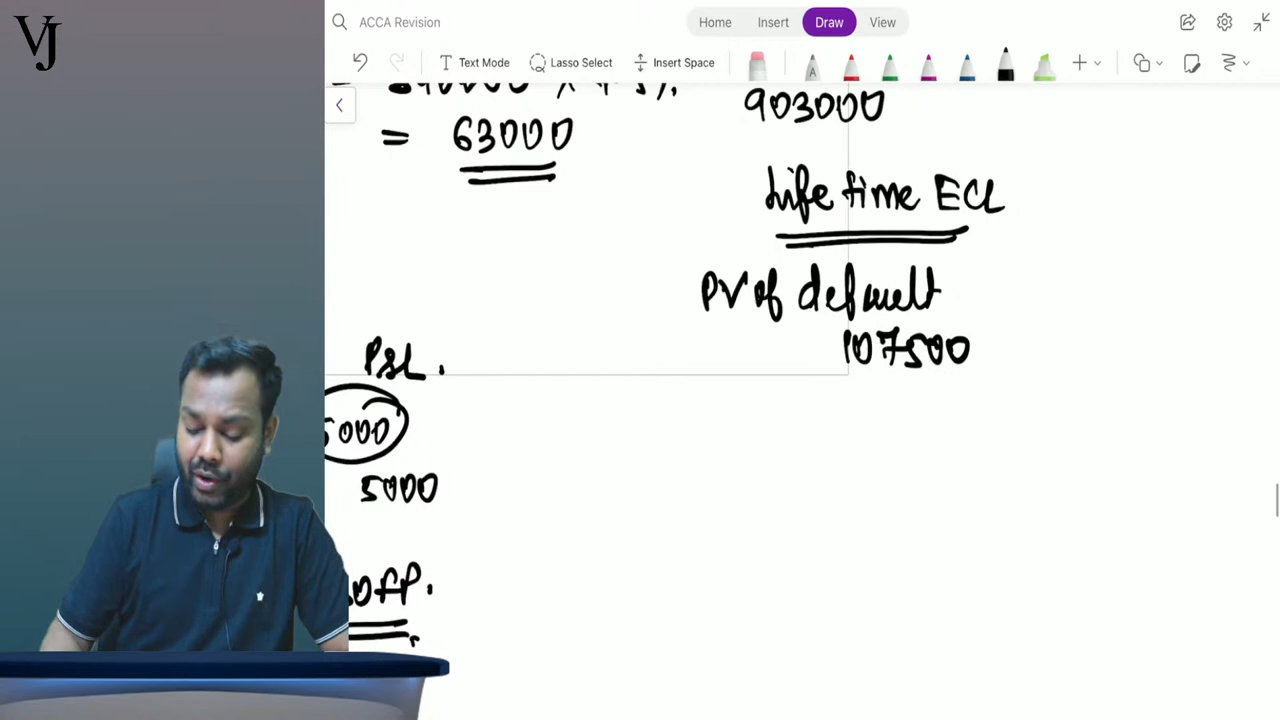 VJ
ACCA Revision
Home Insert Draw View
Text Mode Lasso Select Insert Space
903000
= 63000
Life time ECL
PV of default
107500
P&L.
5000
5000